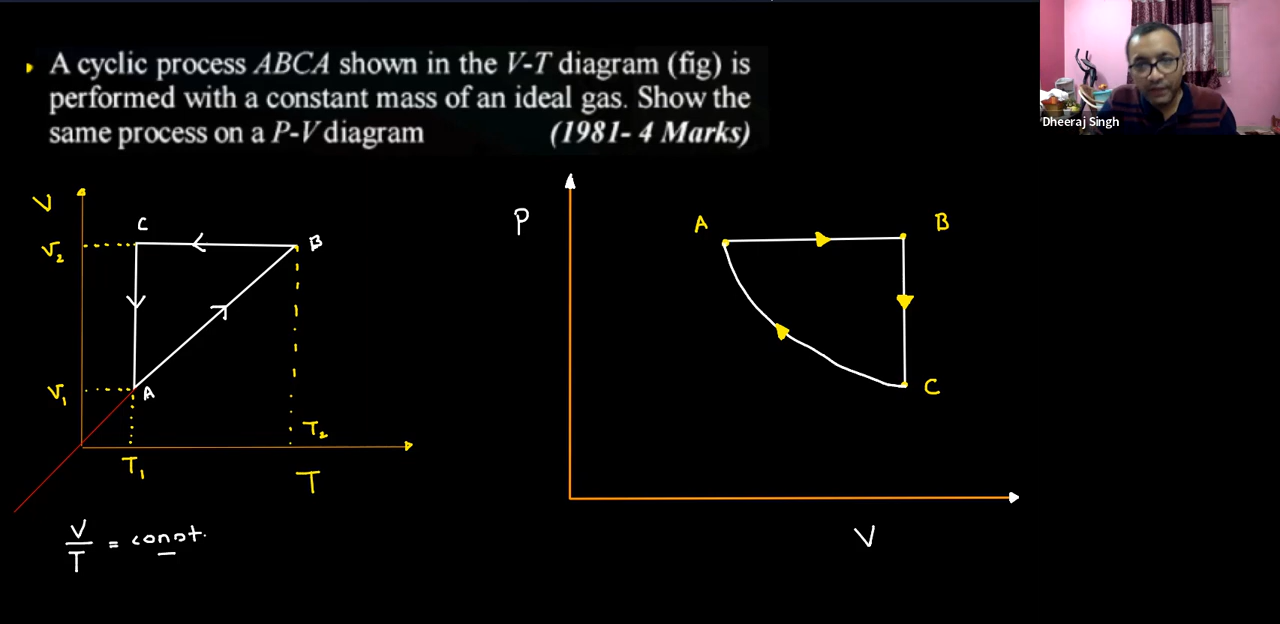 A cyclic process ABCA shown in the V-T diagram (fig) is
performed with a constant mass of an ideal gas. Show the
same process on a P-V diagram (1981- 4 Marks)
Dheeraj Singh
V
C
V₂
B
V₁
A
T₂
T₁
T
V/T = const.
P
A
B
C
V